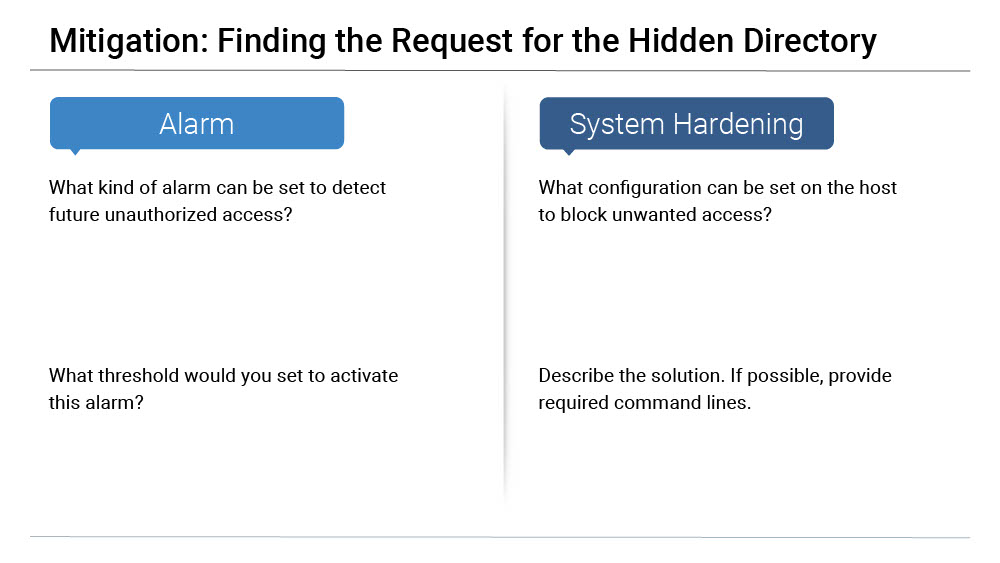 Mitigation: Finding the Request for the Hidden Directory
Alarm
What kind of alarm can be set to detect
future unauthorized access?
What threshold would you set to activate
this alarm?
System Hardening
What configuration can be set on the host
to block unwanted access?
Describe the solution. If possible, provide
required command lines.